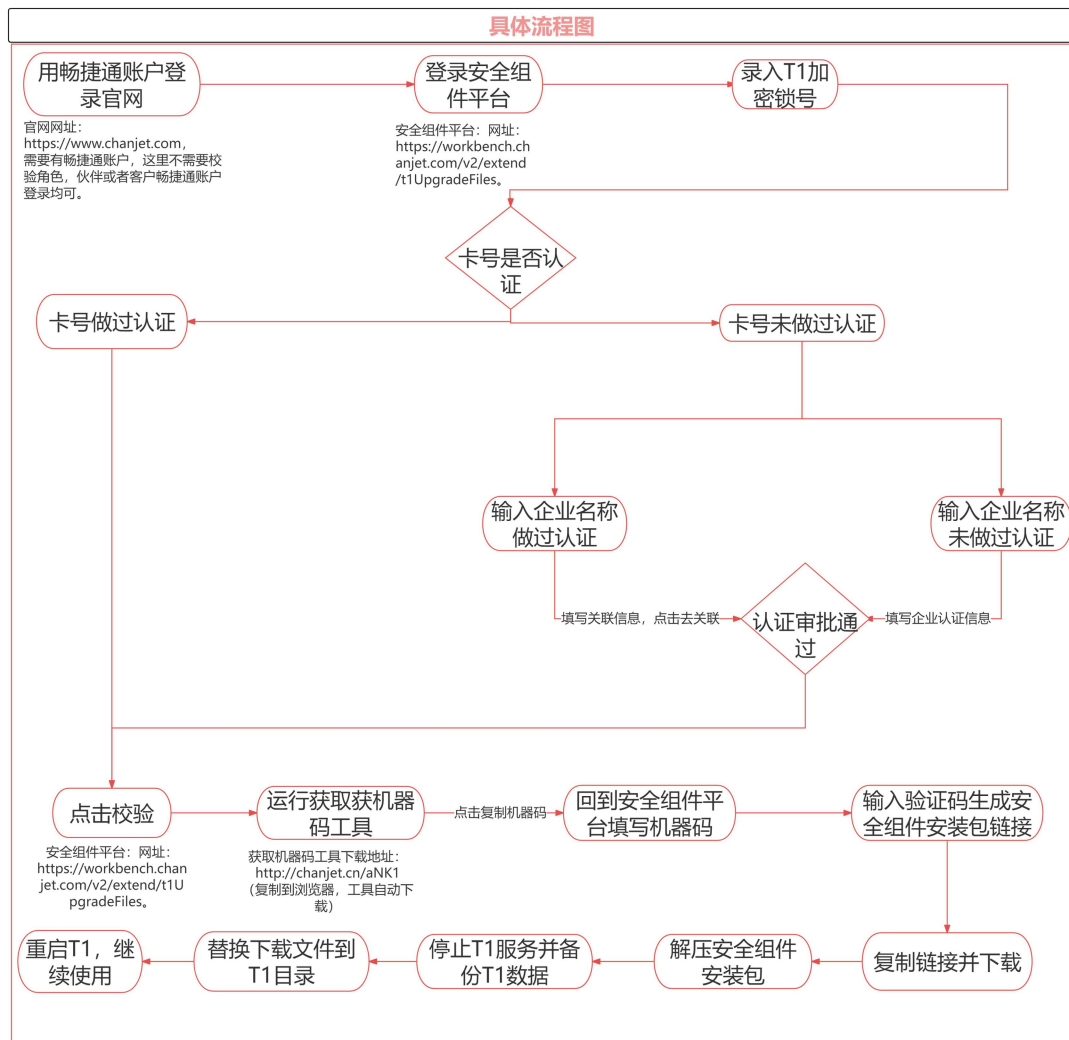 具体流程图
用畅捷通账户登
录官网
登录安全组
件平台
录入T1加
密锁号
官网网址：
https://www.chanjet.com，
需要有畅捷通账户，这里不需要校
验角色，伙伴或者客户畅捷通账户
登录均可。
安全组件平台：网址：
https://workbench.ch
anjet.com/v2/extend
/t1UpgradeFiles。
卡号是否认
证
卡号做过认证
卡号未做过认证
输入企业名称
做过认证
输入企业名称
未做过认证
填写关联信息，点击去关联
认证审批通
过
填写企业认证信息
点击校验
运行获取获机器
码工具
点击复制机器码
回到安全组件平
台填写机器码
输入验证码生成安
全组件安装包链接
安全组件平台：网址：
https://workbench.chan
jet.com/v2/extend/t1U
pgradeFiles。
获取机器码工具下载地址：
http://chanjet.cn/aNK1
（复制到浏览器，工具自动下
载）
重启T1，继
续使用
替换下载文件到
T1目录
停止T1服务并备
份T1数据
解压安全组件
安装包
复制链接并下载